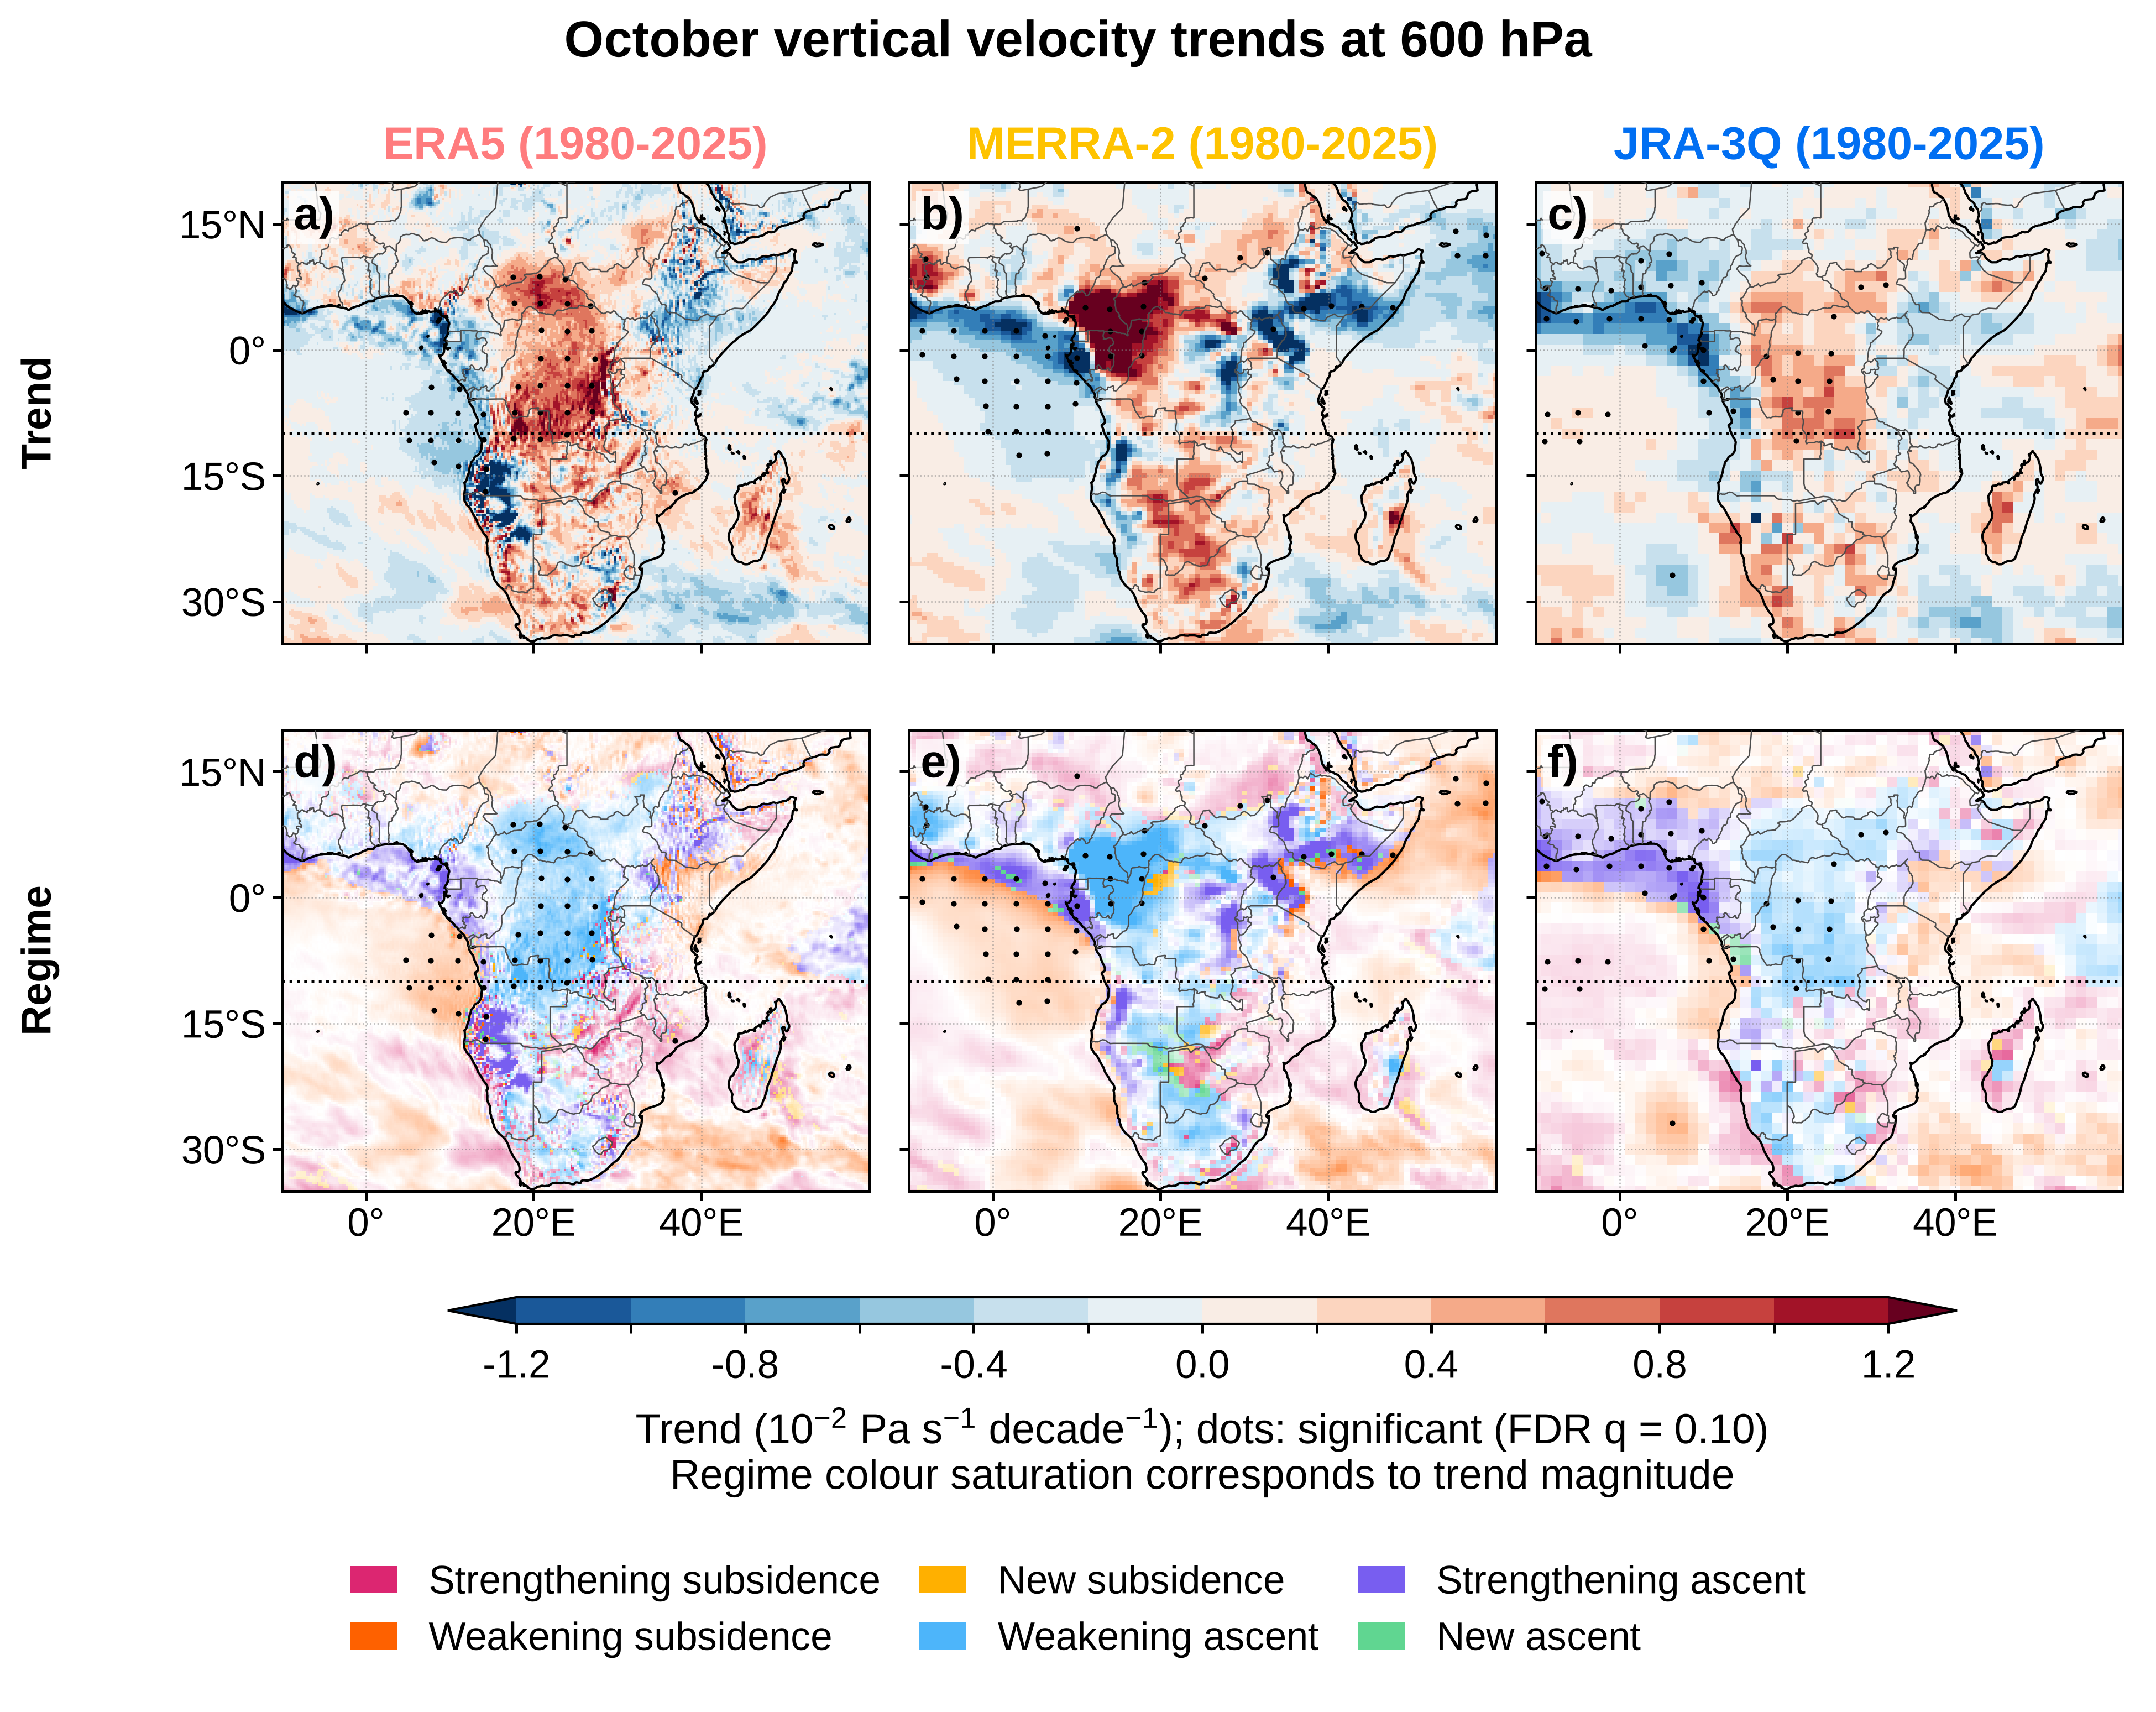 October vertical velocity trends at 600 hPa
ERA5 (1980-2025) MERRA-2 (1980-2025) JRA-3Q (1980-2025)
Trend
a) b) c)
15°N
0°
15°S
30°S
Regime
d) e) f)
15°N
0°
15°S
30°S
0° 20°E 40°E 0° 20°E 40°E 0° 20°E 40°E
-1.2 -0.8 -0.4 0.0 0.4 0.8 1.2
Trend (10⁻² Pa s⁻¹ decade⁻¹); dots: significant (FDR q = 0.10)
Regime colour saturation corresponds to trend magnitude
Strengthening subsidence New subsidence Strengthening ascent
Weakening subsidence Weakening ascent New ascent